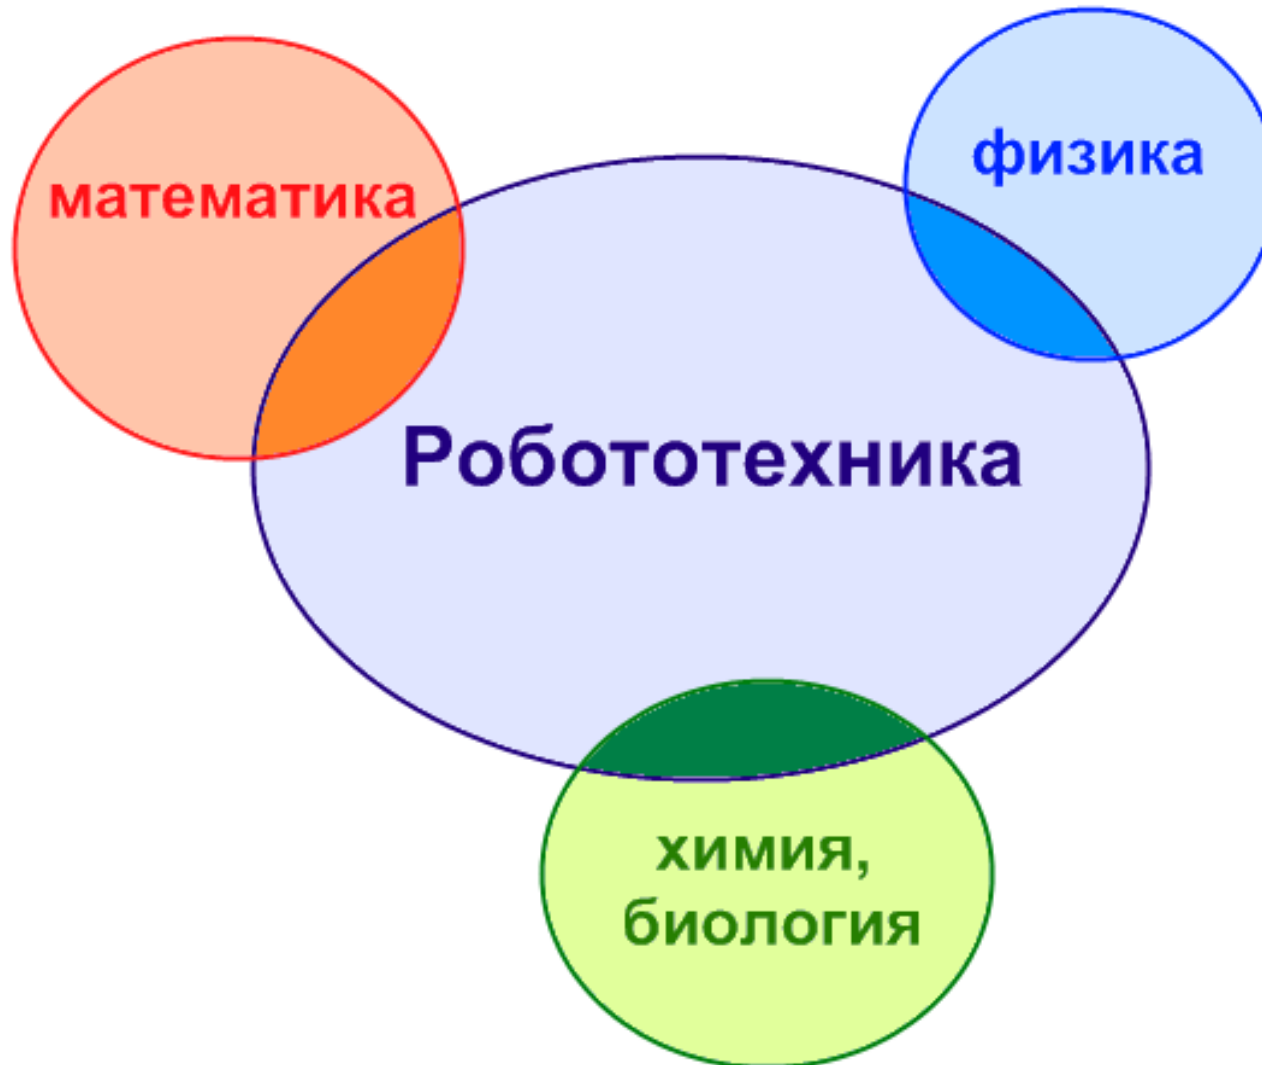 математика
физика
Робототехника
химия,
биология